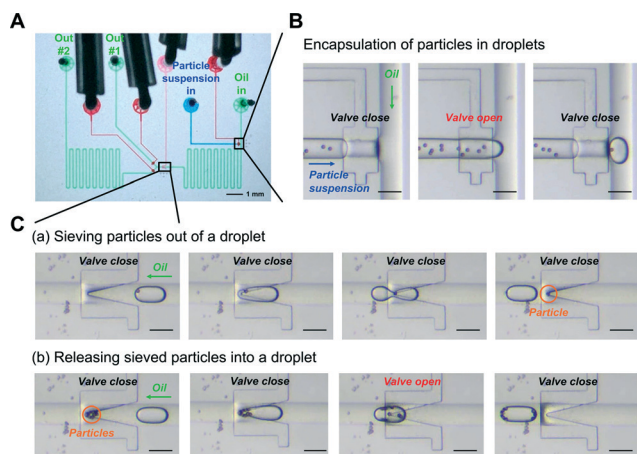 A
Out
#2
Out
#1
Particle
suspension
in
Oil
in
1 mm
B
Encapsulation of particles in droplets
Oil
Valve close
Particle
suspension
Valve open
Valve close
C
(a) Sieving particles out of a droplet
Valve close
Oil
Valve close
Valve close
Valve close
Particle
(b) Releasing sieved particles into a droplet
Valve close
Oil
Particles
Valve close
Valve open
Valve close